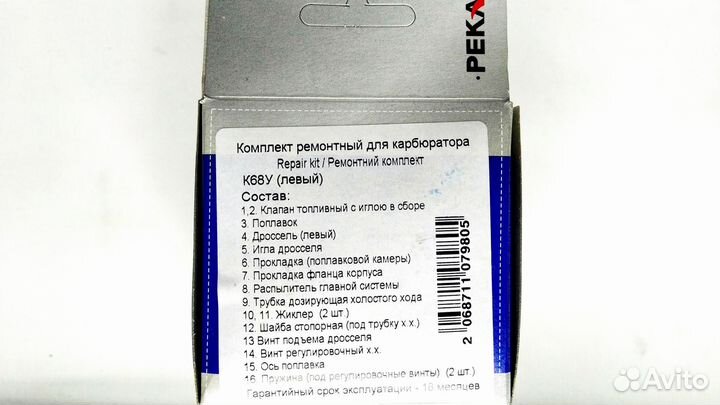 ·РЕКА
Комплект ремонтный для карбюратора
Repair kit / Ремонтний комплект
К68У (левый)
Состав:
1,2. Клапан топливный с иглою в сборе
3. Поплавок
4. Дроссель (левый)
5. Игла дросселя
6. Прокладка (поплавковой камеры)
7. Прокладка фланца корпуса
8. Распылитель главной системы
9. Трубка дозирующая холостого хода
10, 11. Жиклер (2 шт.)
12. Шайба стопорная (под трубку х.х.)
13 Винт подъема дросселя
14. Винт регулировочный х.х.
15. Ось поплавка
16. Пружина (под регулировочные винты) (2 шт.)
Гарантийный срок эксплуатации - 18 месяцев
2 068711 079805
Avito